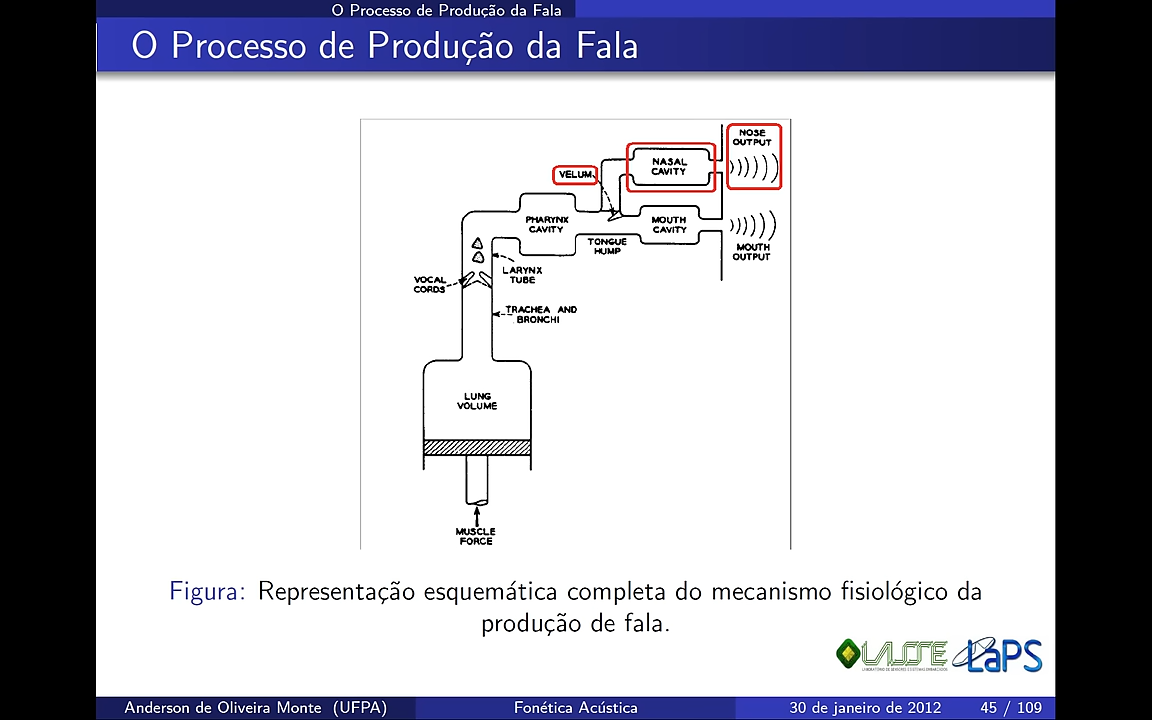 O Processo de Produção da Fala
O Processo de Produção da Fala
NOSE
OUTPUT
NASAL
CAVITY
VELUM
PHARYNX
CAVITY
MOUTH
CAVITY
TONGUE
HUMP
MOUTH
OUTPUT
LARYNX
TUBE
VOCAL
CORDS
TRACHEA AND
BRONCHI
LUNG
VOLUME
MUSCLE
FORCE
Figura: Representação esquemática completa do mecanismo fisiológico da
produção de fala.
LASSE
LaPS
Anderson de Oliveira Monte (UFPA) Fonética Acústica 30 de janeiro de 2012 45 / 109